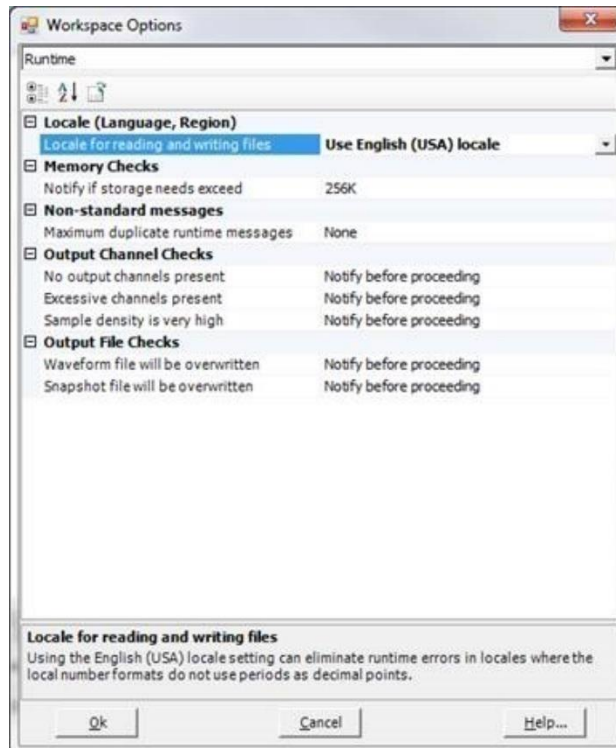 Workspace Options
Runtime
Locale (Language, Region)
Locale for reading and writing files Use English (USA) locale
Memory Checks
Notify if storage needs exceed 256K
Non-standard messages
Maximum duplicate runtime messages None
Output Channel Checks
No output channels present Notify before proceeding
Excessive channels present Notify before proceeding
Sample density is very high Notify before proceeding
Output File Checks
Waveform file will be overwritten Notify before proceeding
Snapshot file will be overwritten Notify before proceeding
Locale for reading and writing files
Using the English (USA) locale setting can eliminate runtime errors in locales where the
local number formats do not use periods as decimal points.
Ok Cancel Help...